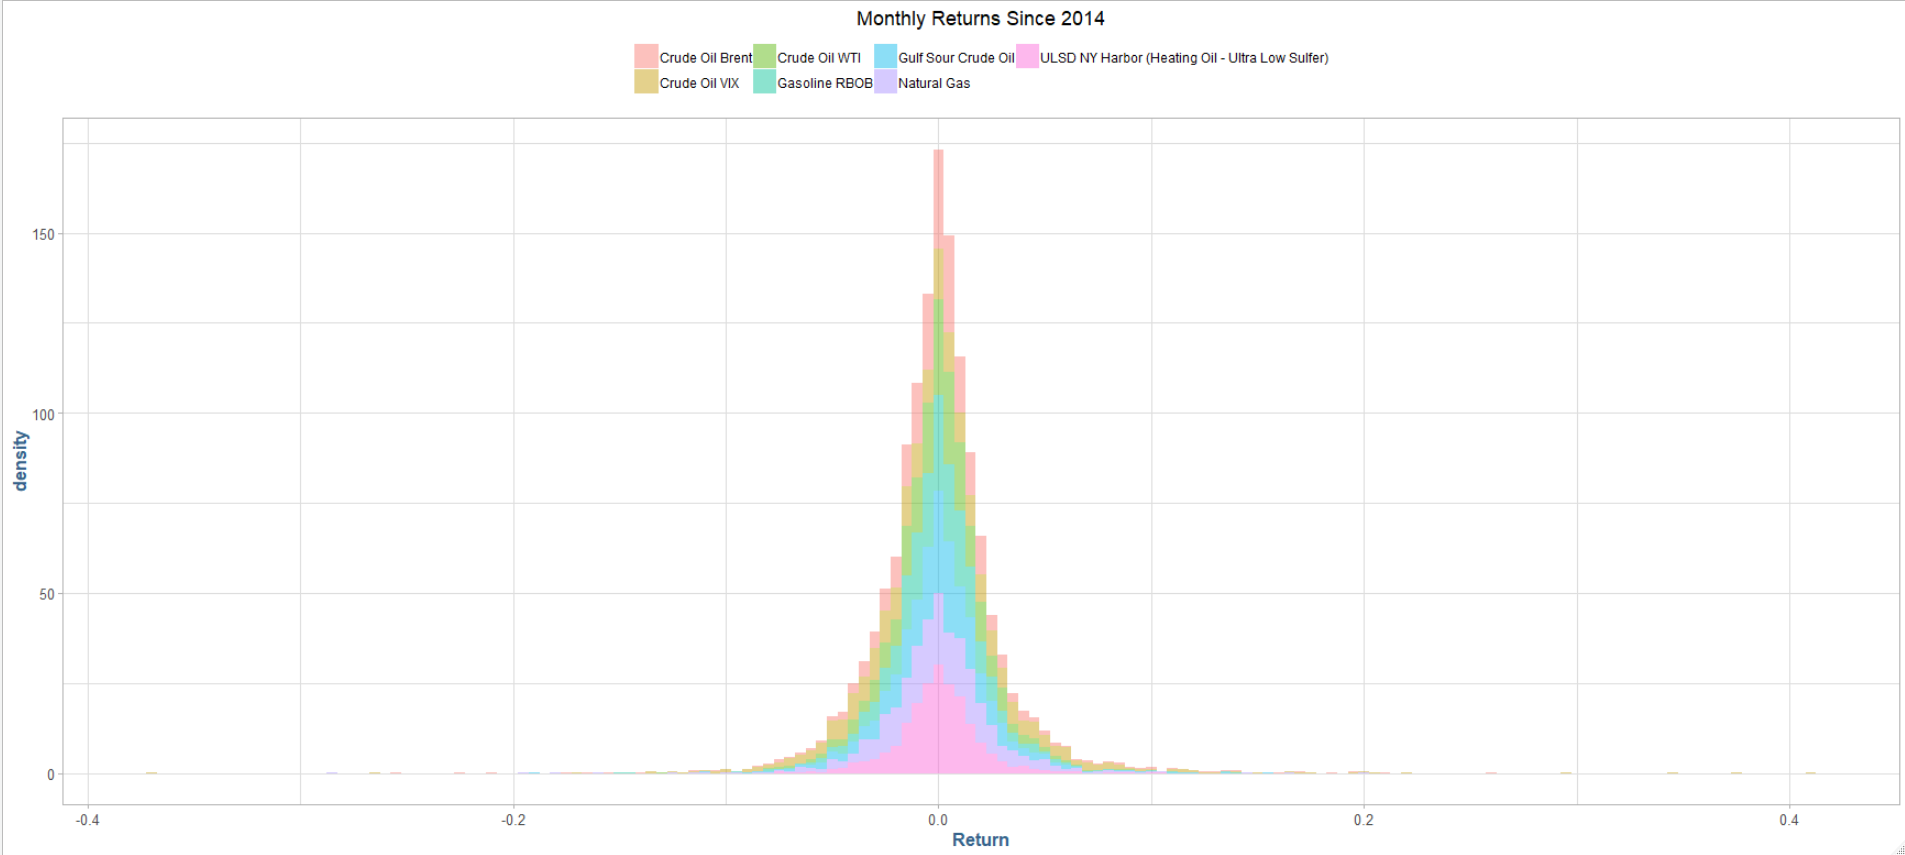 Monthly Returns Since 2014
Crude Oil Brent Crude Oil WTI Gulf Sour Crude Oil ULSD NY Harbor (Heating Oil - Ultra Low Sulfer)
Crude Oil VIX Gasoline RBOB Natural Gas
150
100
50
0
density
-0.4 -0.2 0.0 0.2 0.4
Return